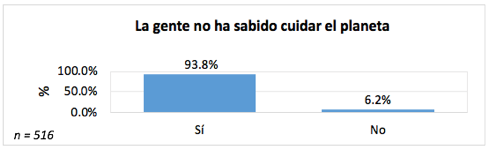 La gente no ha sabido cuidar el planeta
93.8%
100.0%
%
50.0%
6.2%
0.0%
Sí
No
n = 516